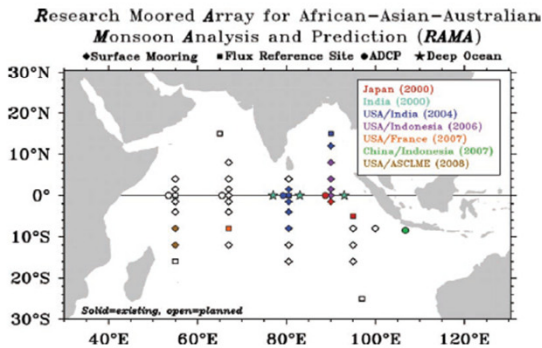 Research Moored Array for African-Asian-Australian
Monsoon Analysis and Prediction (RAMA)
Surface Mooring Flux Reference Site ADCP Deep Ocean
30°N
20°N
10°N
0°
10°S
20°S
30°S
Japan (2000)
India (2000)
USA/India (2004)
USA/Indonesia (2006)
USA/France (2007)
China/Indonesia (2007)
USA/ASCLME (2008)
Solid=existing, open=planned
40°E 60°E 80°E 100°E 120°E